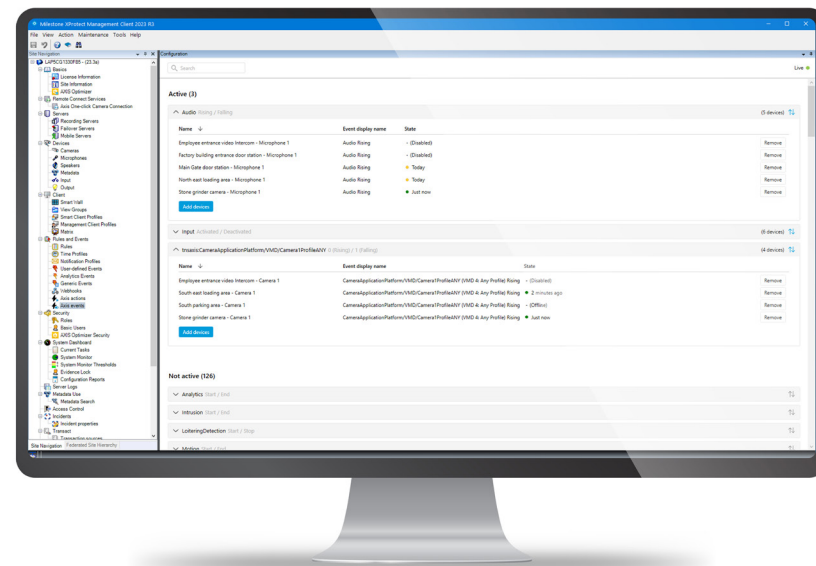 Milestone XProtect Management Client 2023 R3
File View Action Maintenance Tools Help
Site Navigation
Configuration
LAP5CG1330FB5 - (23.3a)
Basics
License Information
Site Information
AXIS Optimizer
Remote Connect Services
Axis One-click Camera Connection
Servers
Recording Servers
Failover Servers
Mobile Servers
Devices
Cameras
Microphones
Speakers
Metadata
Input
Output
Client
Smart Wall
View Groups
Smart Client Profiles
Management Client Profiles
Matrix
Rules and Events
Rules
Time Profiles
Notification Profiles
User-defined Events
Analytics Events
Generic Events
Webhooks
Axis actions
Axis events
Security
Roles
Basic Users
AXIS Optimizer Security
System Dashboard
Current Tasks
System Monitor
System Monitor Thresholds
Evidence Lock
Configuration Reports
Server Logs
Metadata Use
Metadata Search
Access Control
Incidents
Incident properties
Transact
Transaction sources
Site Navigation Federated Site Hierarchy
Search
Live
Active (3)
Audio Rising / Falling (5 devices)
Name Event display name State
Employee entrance video Intercom - Microphone 1 Audio Rising - (Disabled)
Remove
Factory building entrance door station - Microphone 1 Audio Rising - (Disabled)
Remove
Main Gate door station - Microphone 1 Audio Rising Today
Remove
North east loading area - Microphone 1 Audio Rising Today
Remove
Stone grinder camera - Microphone 1 Audio Rising Just now
Remove
Add devices
Input Activated / Deactivated (6 devices)
tnsaxis:CameraApplicationPlatform/VMD/Camera1ProfileANY 0 (Rising) / 1 (Falling) (4 devices)
Name Event display name State
Employee entrance video Intercom - Camera 1 CameraApplicationPlatform/VMD/Camera1ProfileANY (VMD 4: Any Profile) Rising - (Disabled)
Remove
South east loading area - Camera 1 CameraApplicationPlatform/VMD/Camera1ProfileANY (VMD 4: Any Profile) Rising 2 minutes ago
Remove
South parking area - Camera 1 CameraApplicationPlatform/VMD/Camera1ProfileANY (VMD 4: Any Profile) Rising - (Offline)
Remove
Stone grinder camera - Camera 1 CameraApplicationPlatform/VMD/Camera1ProfileANY (VMD 4: Any Profile) Rising Just now
Remove
Add devices
Not active (126)
Analytics Start / End
Intrusion Start / End
LoiteringDetection Start / Stop
Motion Start / End